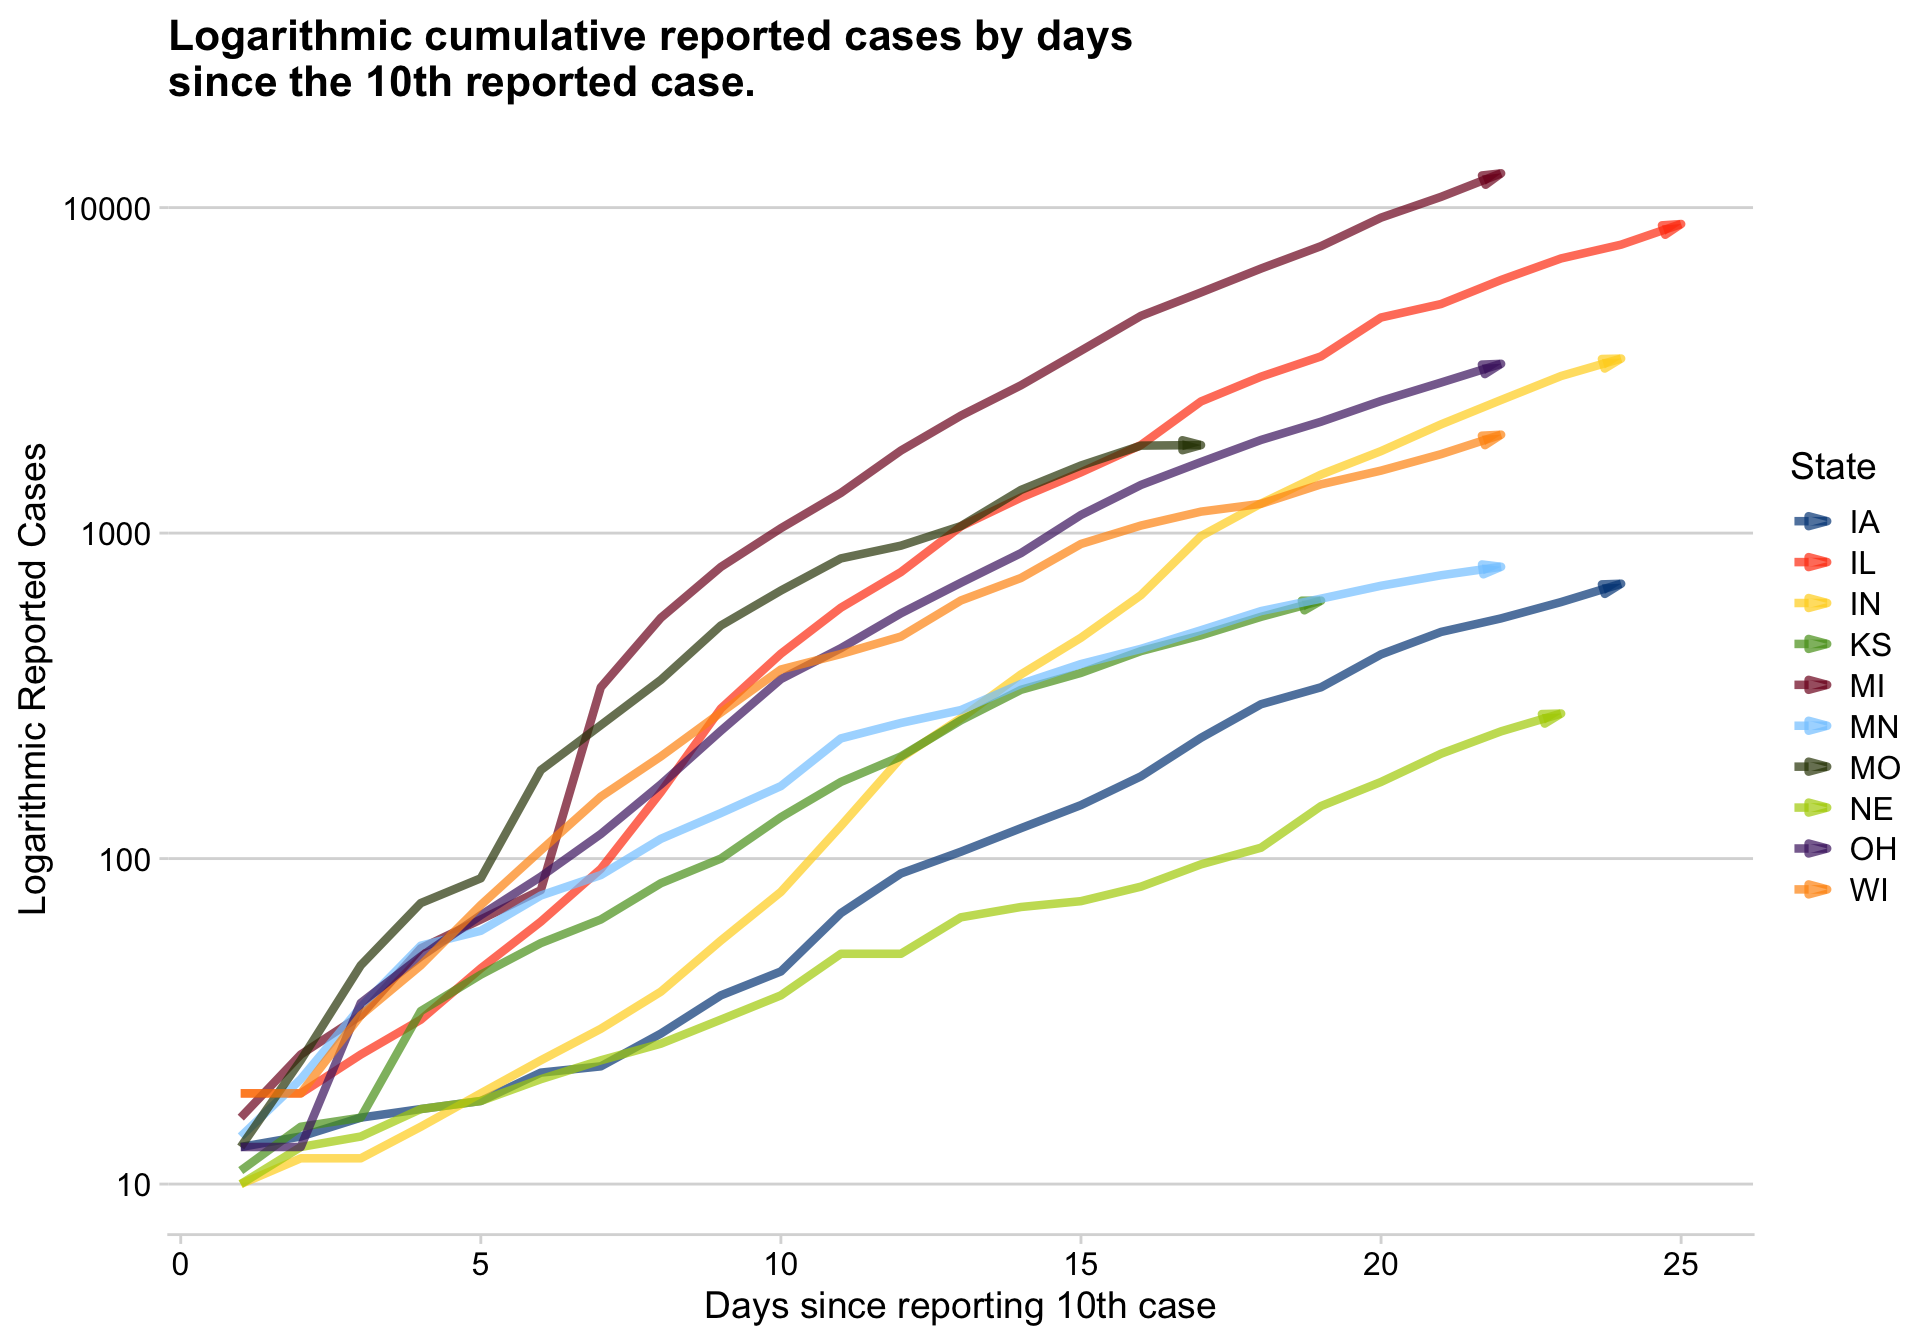 Logarithmic cumulative reported cases by days
since the 10th reported case.
Logarithmic Reported Cases
10000
1000
100
10
0 5 10 15 20 25
Days since reporting 10th case
State
IA
IL
IN
KS
MI
MN
MO
NE
OH
WI